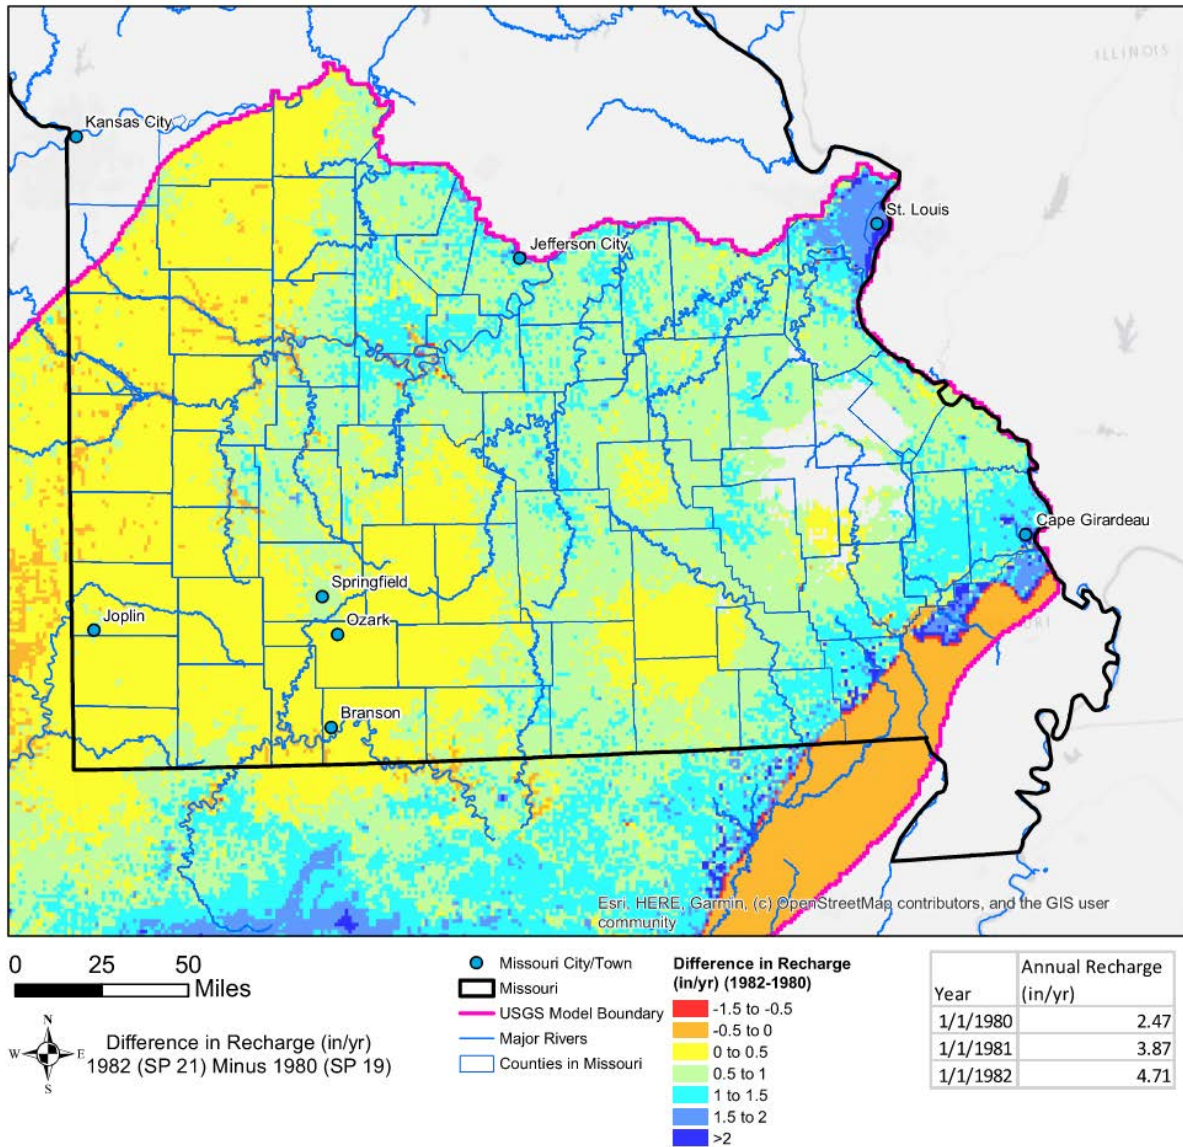 ILLINOIS
Kansas City
St. Louis
Jefferson City
Cape Girardeau
Springfield
Joplin
Ozark
RI
Branson
Esri, HERE, Garmin, (c) OpenStreetMap contributors, and the GIS user
community
0 25 50
Miles
N
W E
S
Difference in Recharge (in/yr)
1982 (SP 21) Minus 1980 (SP 19)
Missouri City/Town
Missouri
USGS Model Boundary
Major Rivers
Counties in Missouri
Difference in Recharge
(in/yr) (1982-1980)
-1.5 to -0.5
-0.5 to 0
0 to 0.5
0.5 to 1
1 to 1.5
1.5 to 2
>2
Annual Recharge
Year (in/yr)
1/1/1980 2.47
1/1/1981 3.87
1/1/1982 4.71